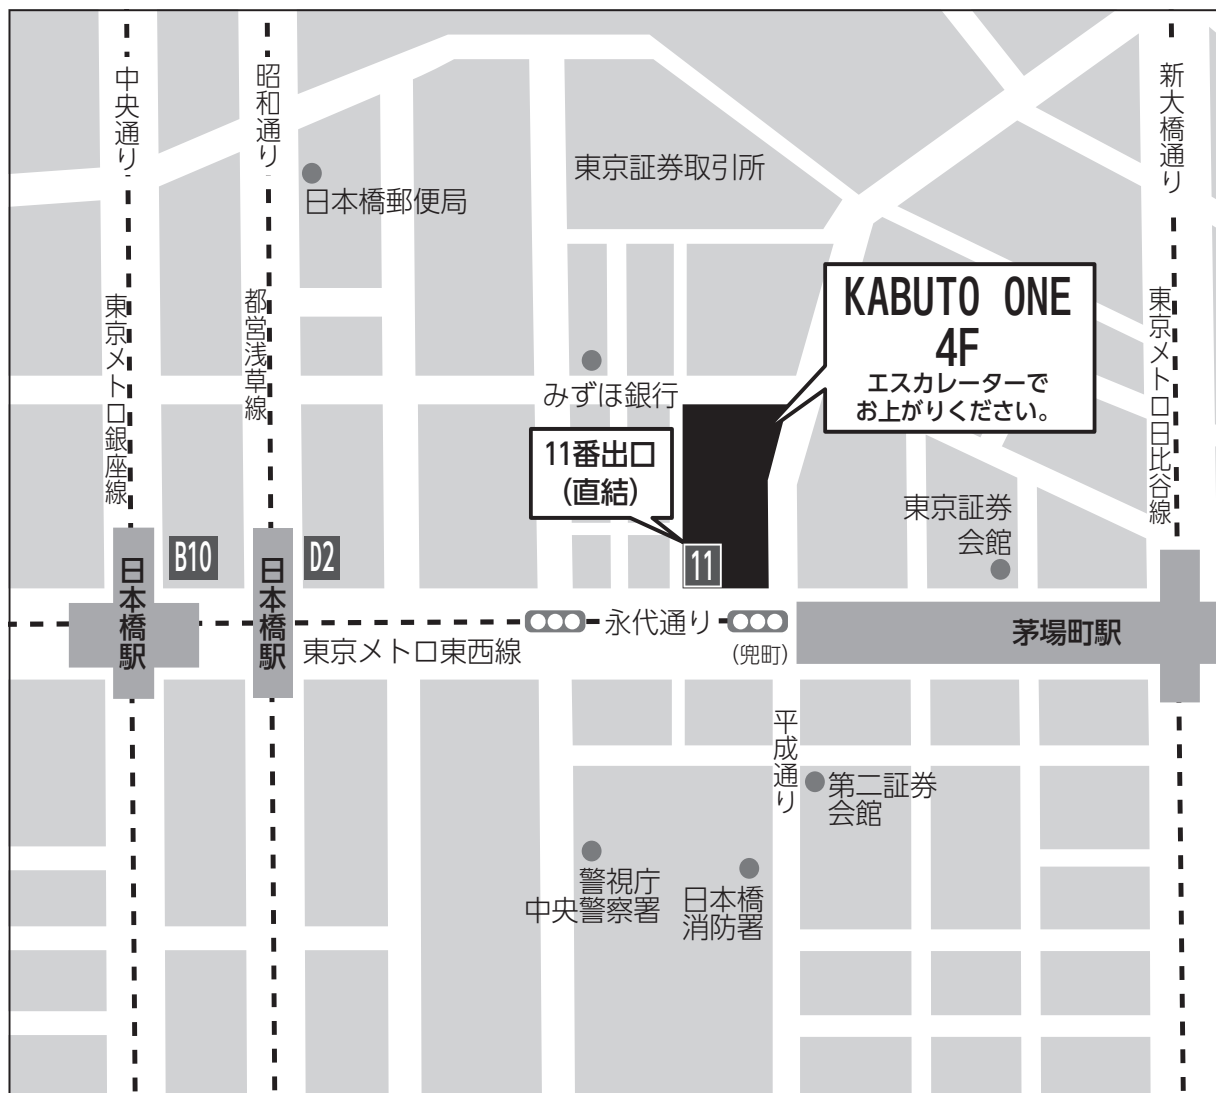 中央通り
昭和通り
新大橋通り
東京証券取引所
日本橋郵便局
東京メトロ銀座線
都営浅草線
東京メトロ日比谷線
KABUTO ONE
4F
エスカレーターで
お上がりください。
みずほ銀行
11番出口
(直結)
東京証券
会館
B10
D2
11
日本橋駅
日本橋駅
東京メトロ東西線
永代通り
(兜町)
茅場町駅
平成通り
第二証券
会館
警視庁
中央警察署
日本橋
消防署